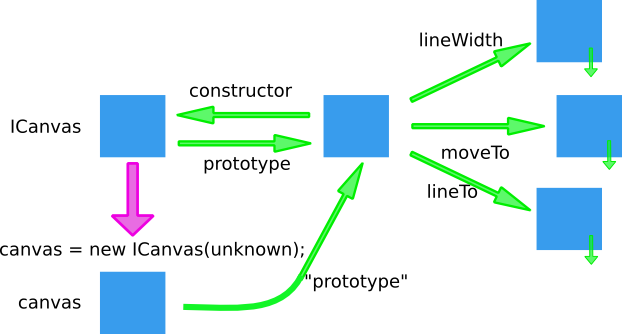 lineWidth
constructor
ICanvas
prototype
moveTo
lineTo
canvas = new ICanvas(unknown);
"prototype"
canvas